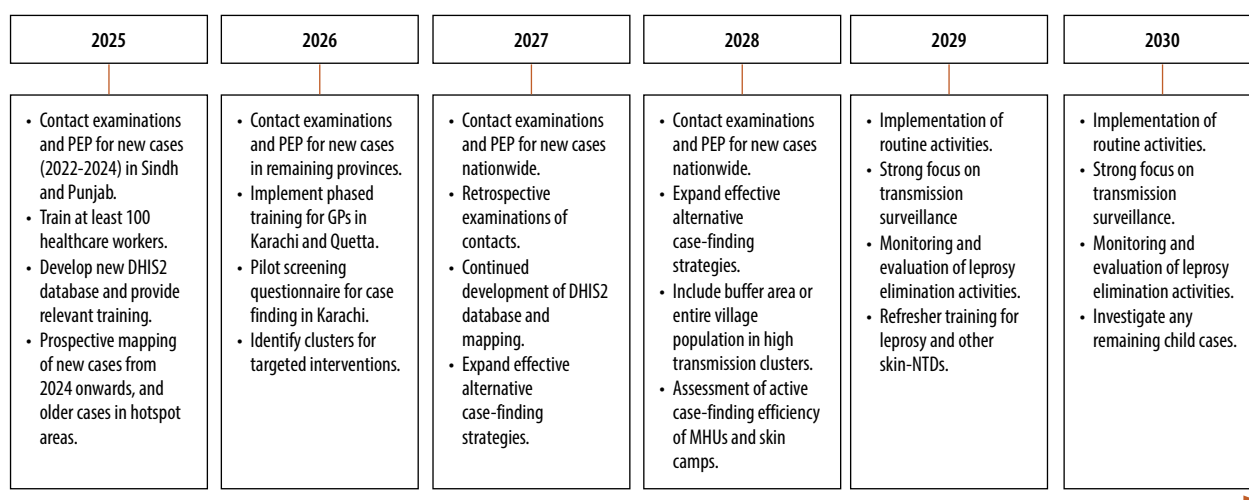 2025
• Contact examinations
and PEP for new cases
(2022-2024) in Sindh
and Punjab.
• Train at least 100
healthcare workers.
• Develop new DHIS2
database and provide
relevant training.
• Prospective mapping
of new cases from
2024 onwards, and
older cases in hotspot
areas.
2026
• Contact examinations
and PEP for new cases
in remaining provinces.
• Implement phased
training for GPs in
Karachi and Quetta.
• Pilot screening
questionnaire for case
finding in Karachi.
• Identify clusters for
targeted interventions.
2027
• Contact examinations
and PEP for new cases
nationwide.
• Retrospective
examinations of
contacts.
• Continued
development of DHIS2
database and
mapping.
• Expand effective
alternative
case-finding
strategies.
2028
• Contact examinations
and PEP for new cases
nationwide.
• Expand effective
alternative
case-finding
strategies.
• Include buffer area or
entire village
population in high
transmission clusters.
• Assessment of active
case-finding efficiency
of MHUs and skin
camps.
2029
• Implementation of
routine activities.
• Strong focus on
transmission
surveillance
• Monitoring and
evaluation of leprosy
elimination activities.
• Refresher training for
leprosy and other
skin-NTDs.
2030
• Implementation of
routine activities.
• Strong focus on
transmission
surveillance.
• Monitoring and
evaluation of leprosy
elimination activities.
• Investigate any
remaining child cases.